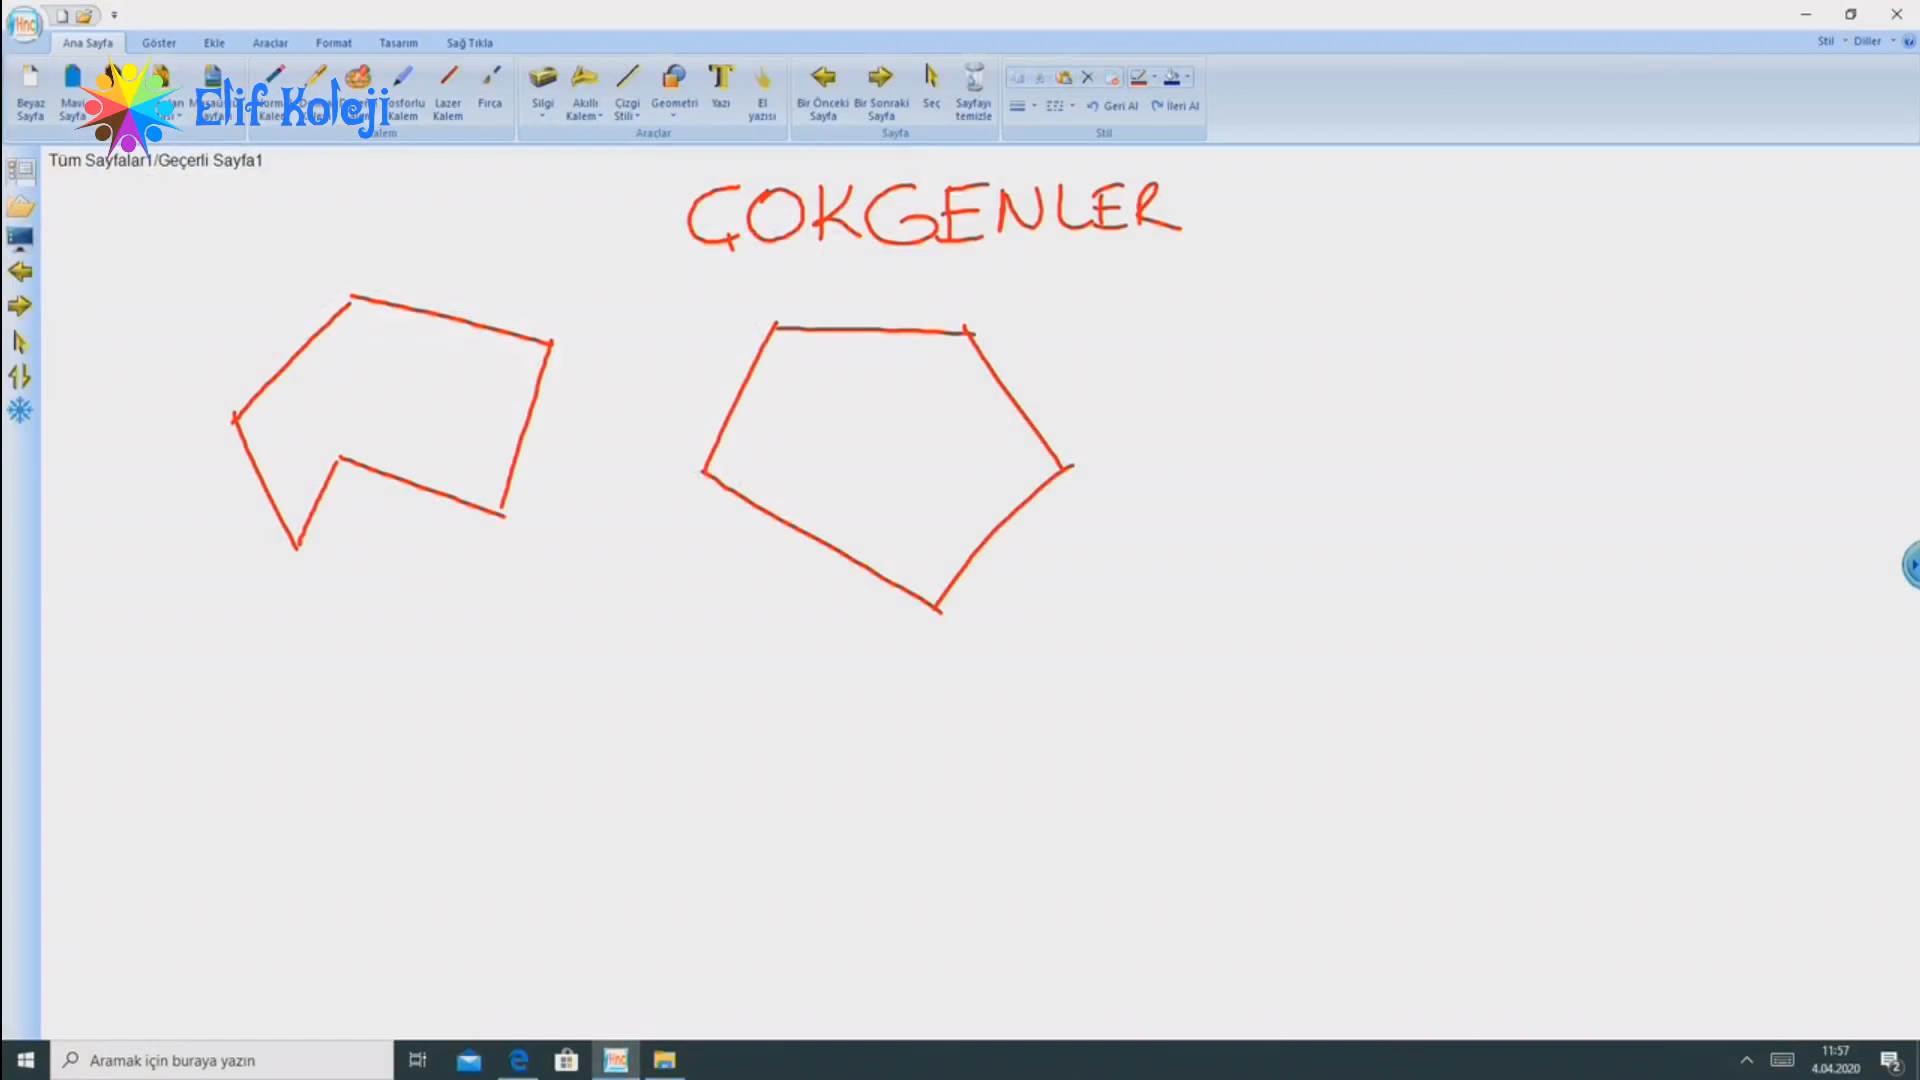 Ana Sayfa Göster Ekle Araçlar Format Tasarım Sağ Tıkla
Stil Diller
Elif Koleji
Beyaz Sayfa
Silgi
Akıllı Kalem
Çizgi Stili
Geometri
Yazı
El yazısı
Bir Önceki Sayfa
Bir Sonraki Sayfa
Seç
Sayfayı temizle
Lazer Kalem
Fırça
Geri Al İleri Al
Araçlar
Sayfa
Stil
Tüm Sayfalar1/Geçerli Sayfa1
ÇOKGENLER
Aramak için buraya yazın
11:57
4.04.2020
2